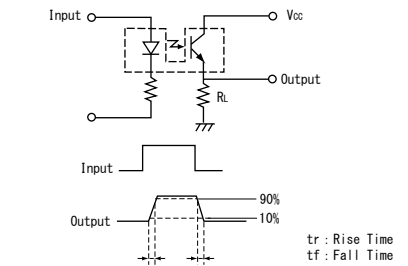 Input
Vcc
Output
RL
Input
Output
90%
10%
tr : Rise Time
tf : Fall Time